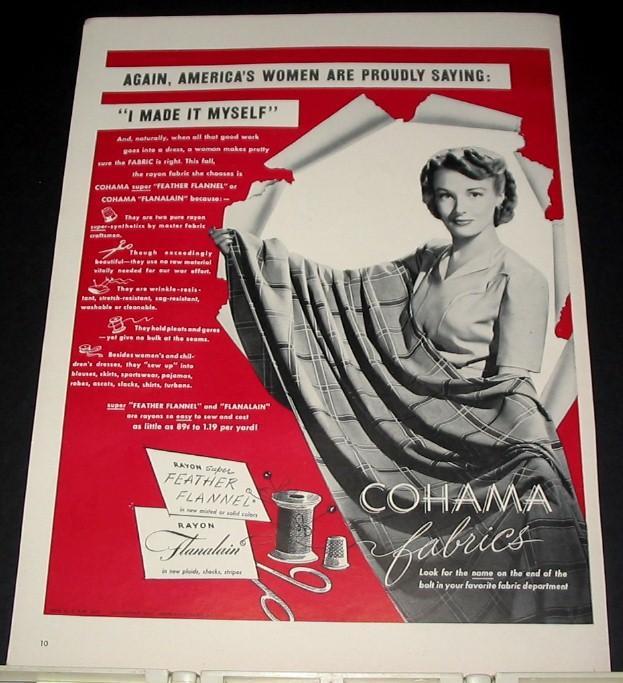 AGAIN, AMERICA'S WOMEN ARE PROUDLY SAYING:
"I MADE IT MYSELF"
And, naturally, when all that good work
goes into a dress, a woman makes pretty
sure the FABRIC is right. This fall,
the rayon fabric she chooses is
COHAMA super "FEATHER FLANNEL" or
COHAMA "FLANALAIN" because:—
They are two pure rayon
super-synthetics by master fabric
craftsmen.
Though exceedingly
beautiful—they use no raw material
vitally needed for our war effort.
They are wrinkle-resis-
tant, stretch-resistant, sag-resistant,
washable or cleanable.
They hold pleats and gores
—yet give no bulk at the seams.
Besides women's and chil-
dren's dresses, they "sew up" into
blouses, skirts, sportswear, pajamas,
robes, ascots, slacks, shirts, turbans.
super "FEATHER FLANNEL" and "FLANALAIN"
are rayons so easy to sew and cost
as little as 89¢ to 1.19 per yard!
RAYON super
FEATHER
FLANNEL
in new misted or solid colors
RAYON
Flanalain
in new plaids, checks, stripes
COHAMA
fabrics
Look for the name on the end of the
bolt in your favorite fabric department
10